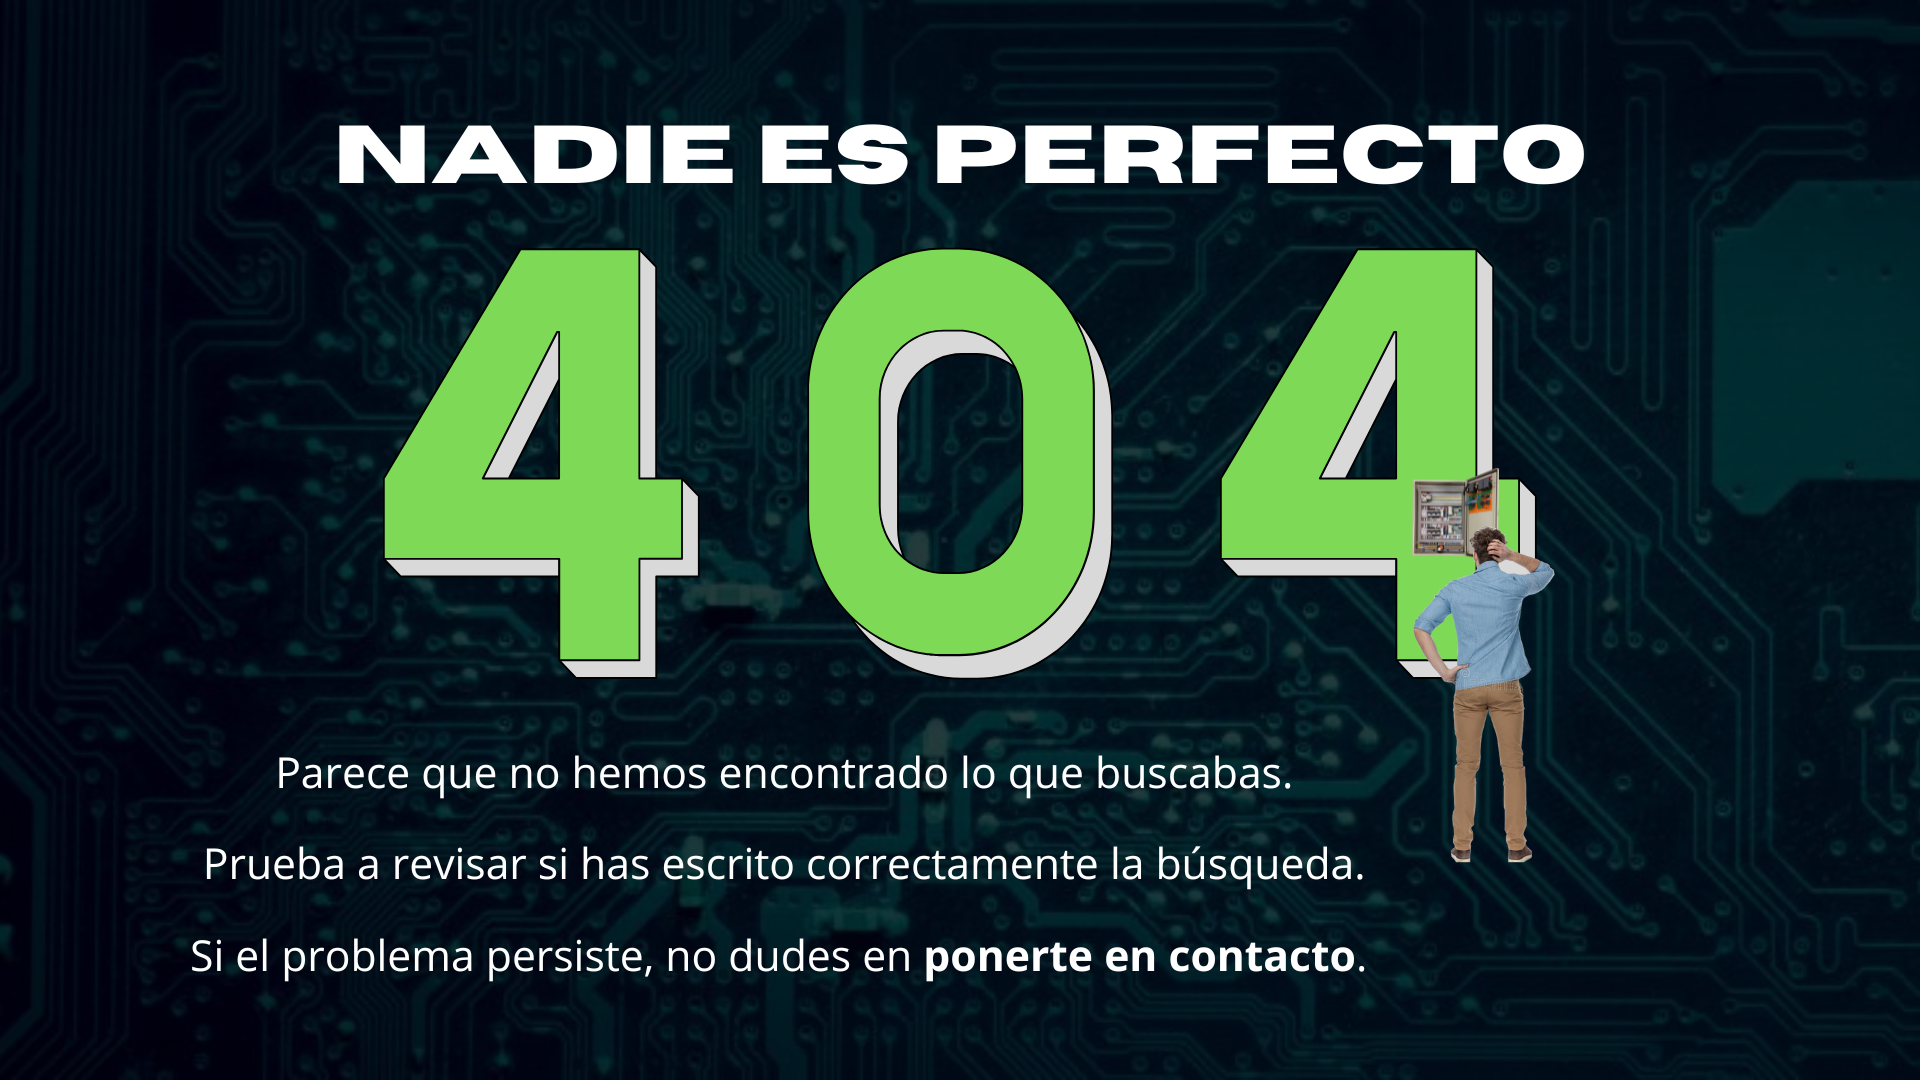 NADIE ES PERFECTO
404
Parece que no hemos encontrado lo que buscabas.
Prueba a revisar si has escrito correctamente la búsqueda.
Si el problema persiste, no dudes en ponerte en contacto.